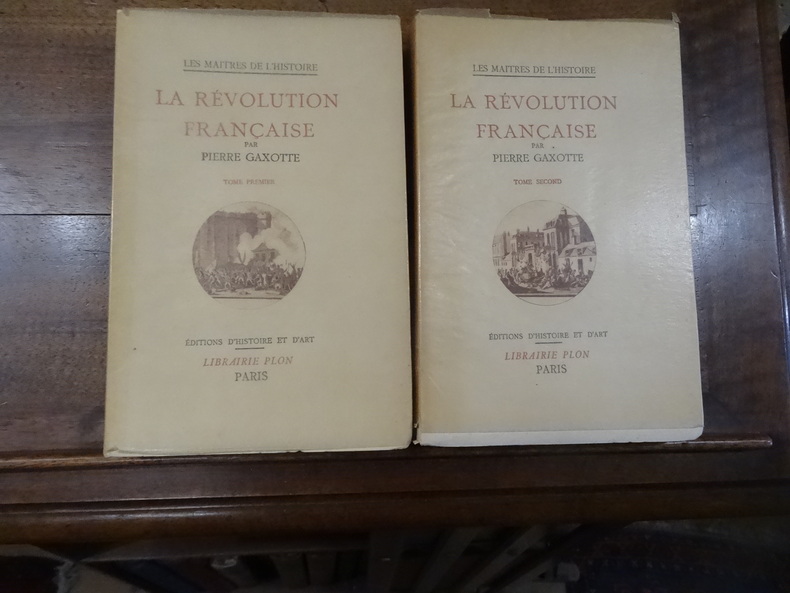 LES MAITRES DE L'HISTOIRE
LA RÉVOLUTION
FRANÇAISE
PAR
PIERRE GAXOTTE
TOME PREMIER
ÉDITIONS D'HISTOIRE ET D'ART
LIBRAIRIE PLON
PARIS
LES MAITRES DE L'HISTOIRE
LA RÉVOLUTION
FRANÇAISE
PAR
PIERRE GAXOTTE
TOME SECOND
ÉDITIONS D'HISTOIRE ET D'ART
LIBRAIRIE PLON
PARIS